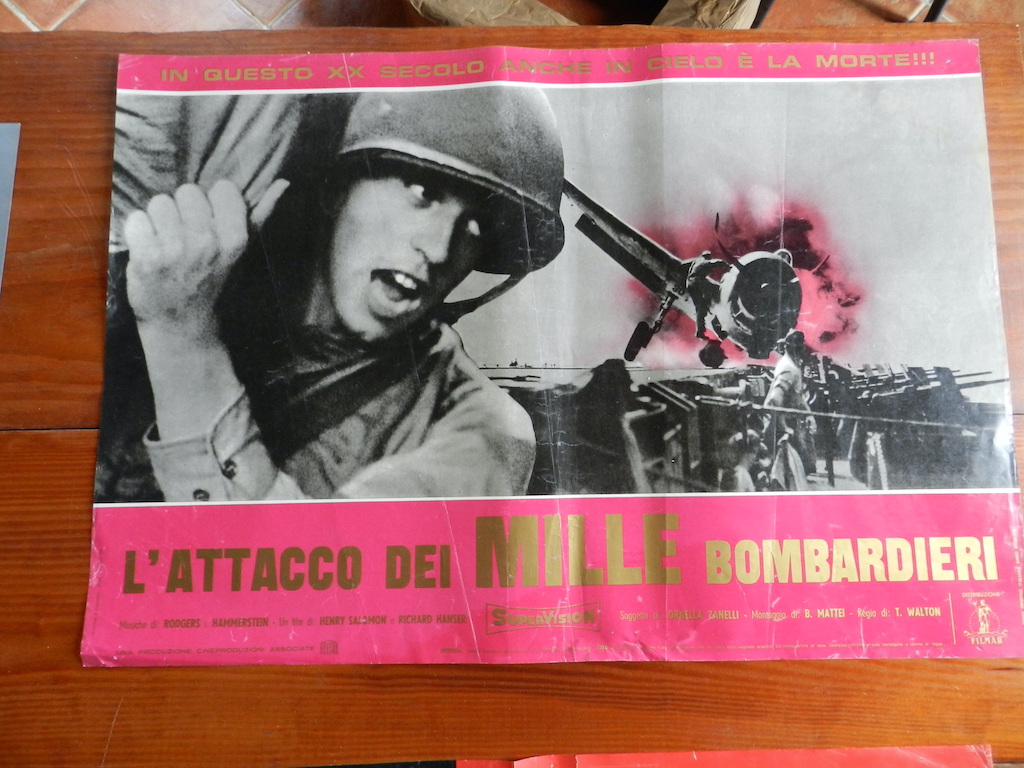 IN QUESTO XX SECOLO ANCHE IN CIELO È LA MORTE!!!
L'ATTACCO DEI MILLE BOMBARDIERI
Musiche di: RODGERS e HAMMERSTEIN - Un film di: HENRY SALOMON e RICHARD HANSER
SUPERVISION
Soggetto di: ORNELLA ZANELLI - Montaggio di: B. MATTEI - Regia di: T. WALTON
DISTRIBUZIONE
FILMAR
UNA PRODUZIONE CINEPRODUZIONI ASSOCIATE